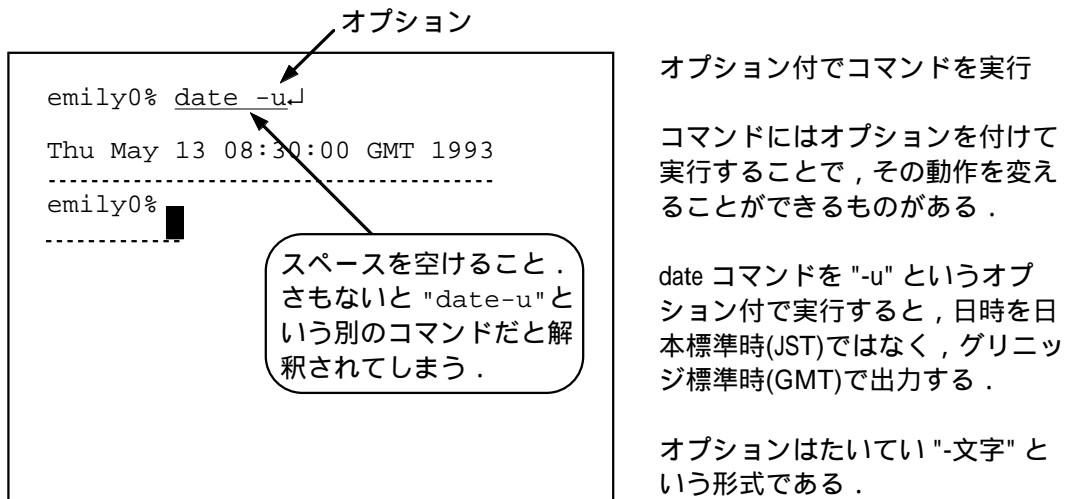 オプション
emily0% date -u↵
Thu May 13 08:30:00 GMT 1993
emily0%
スペースを空けること．
さもないと "date-u"と
いう別のコマンドだと解
釈されてしまう．
オプション付でコマンドを実行
コマンドにはオプションを付けて
実行することで，その動作を変え
ることができるものがある．
date コマンドを "-u" というオプ
ション付で実行すると，日時を日
本標準時(JST)ではなく，グリニッ
ジ標準時(GMT)で出力する．
オプションはたいてい "-文字" と
いう形式である．